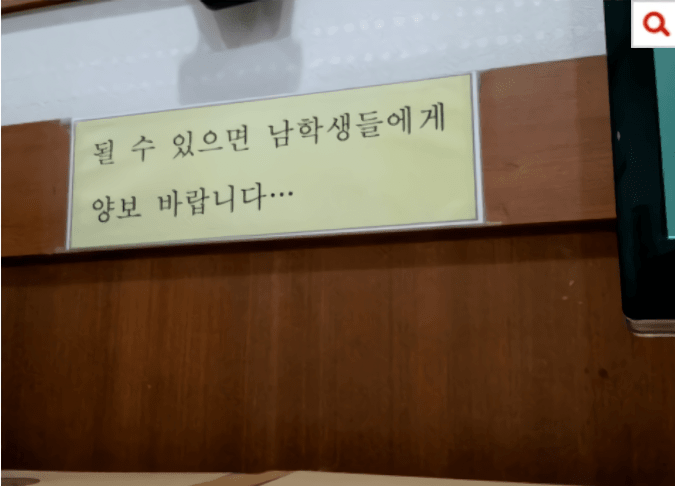 될 수 있으면 남학생들에게
양보 바랍니다…